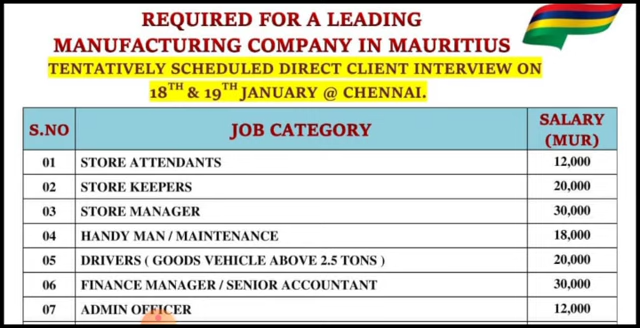 REQUIRED FOR A LEADING
MANUFACTURING COMPANY IN MAURITIUS
TENTATIVELY SCHEDULED DIRECT CLIENT INTERVIEW ON
18TH & 19TH JANUARY @ CHENNAI.
S.NO JOB CATEGORY SALARY (MUR)
01 STORE ATTENDANTS 12,000
02 STORE KEEPERS 20,000
03 STORE MANAGER 30,000
04 HANDY MAN / MAINTENANCE 18,000
05 DRIVERS ( GOODS VEHICLE ABOVE 2.5 TONS ) 20,000
06 FINANCE MANAGER / SENIOR ACCOUNTANT 30,000
07 ADMIN OFFICER 12,000